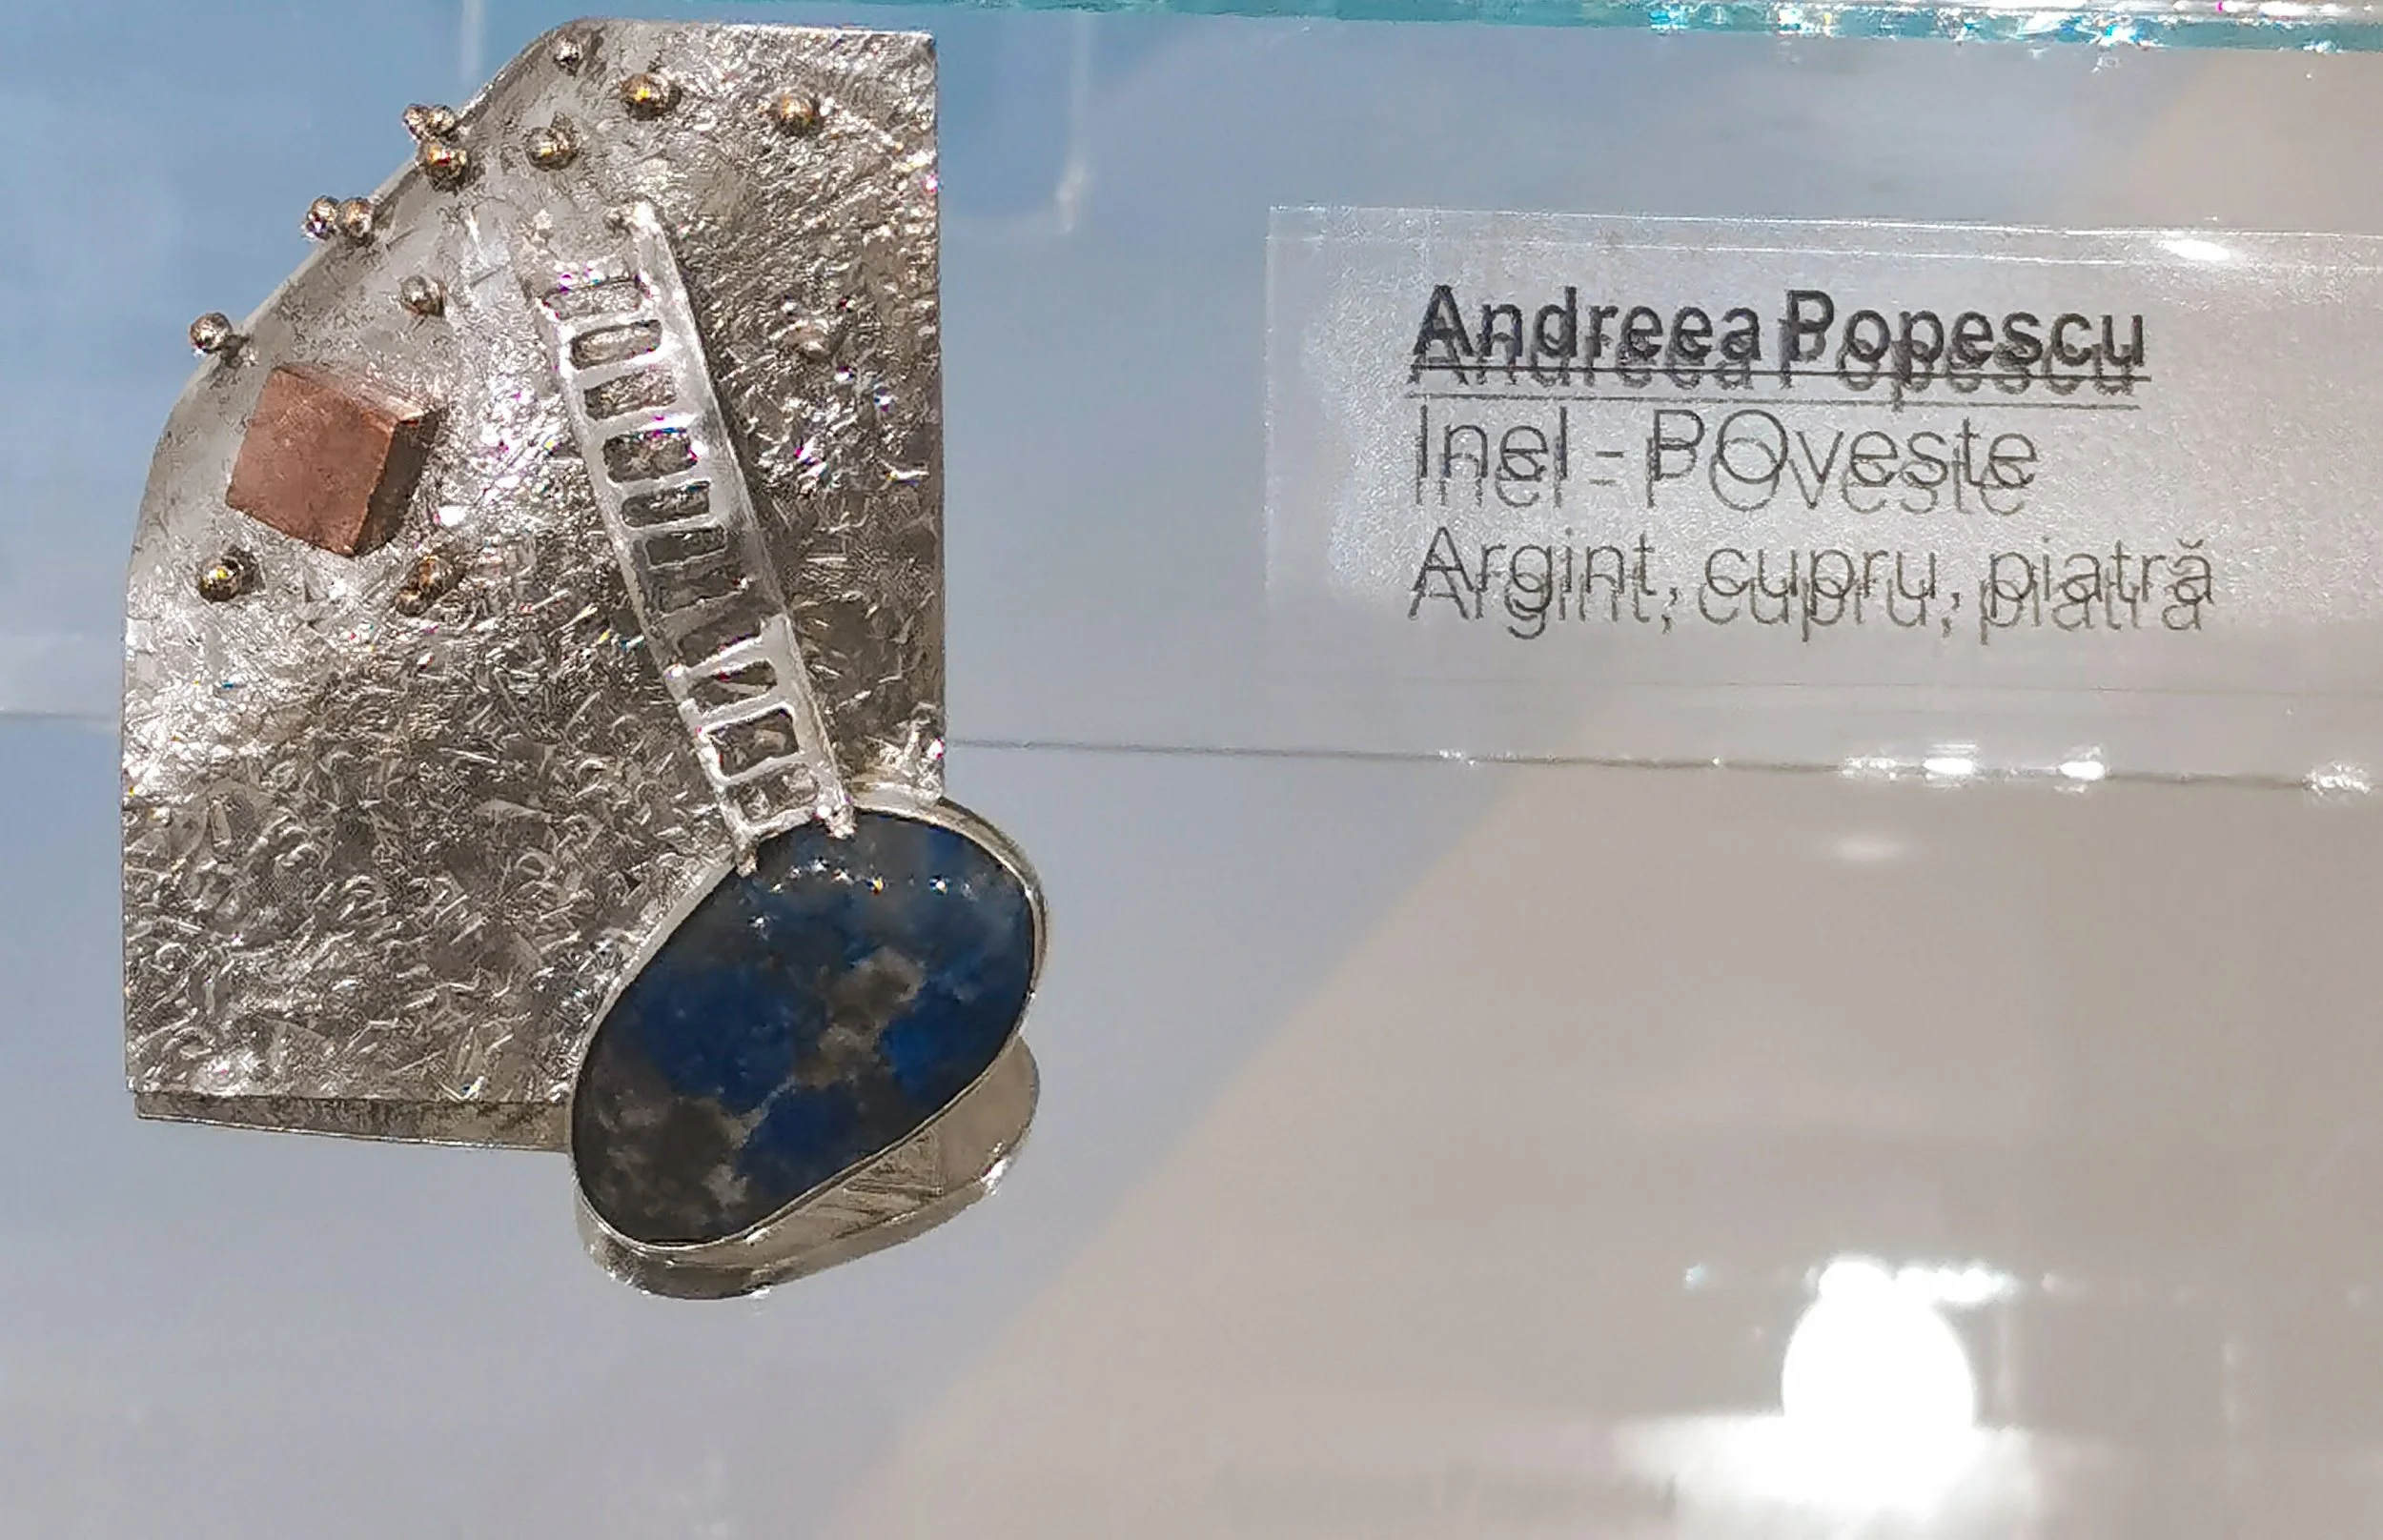 Andreea Popescu
Inel - POveste
Argint, cupru, piatră